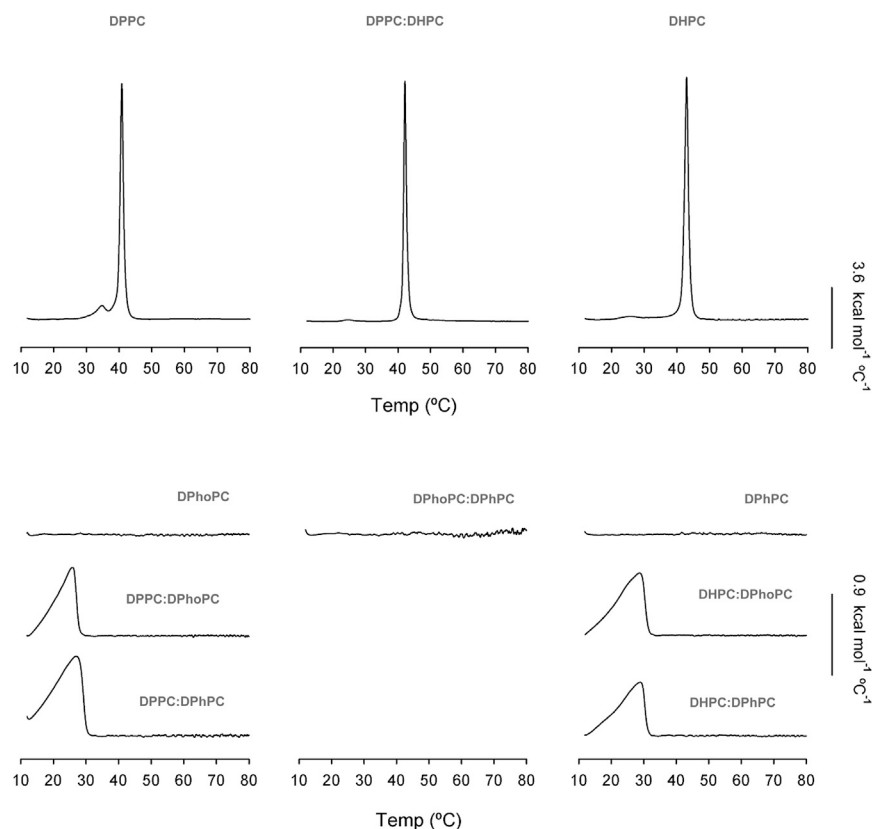 DPPC DPPC:DHPC DHPC
3.6 kcal mol⁻¹ ºC⁻¹
10 20 30 40 50 60 70 80 10 20 30 40 50 60 70 80 10 20 30 40 50 60 70 80
Temp (ºC)
DPhoPC DPhoPC:DPhPC DPhPC
DPPC:DPhoPC DHPC:DPhoPC
0.9 kcal mol⁻¹ ºC⁻¹
DPPC:DPhPC DHPC:DPhPC
10 20 30 40 50 60 70 80 10 20 30 40 50 60 70 80 10 20 30 40 50 60 70 80
Temp (ºC)